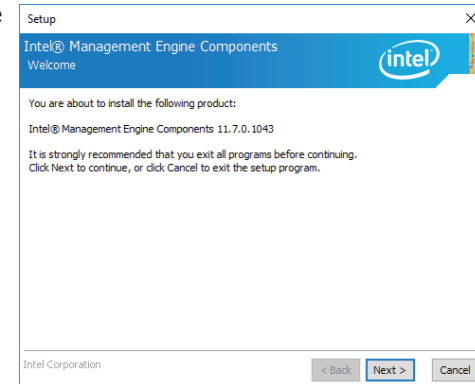 e
Setup
Intel® Management Engine Components
Welcome
intel
You are about to install the following product:
Intel® Management Engine Components 11.7.0.1043
It is strongly recommended that you exit all programs before continuing.
Click Next to continue, or click Cancel to exit the setup program.
Intel Corporation
< Back Next > Cancel